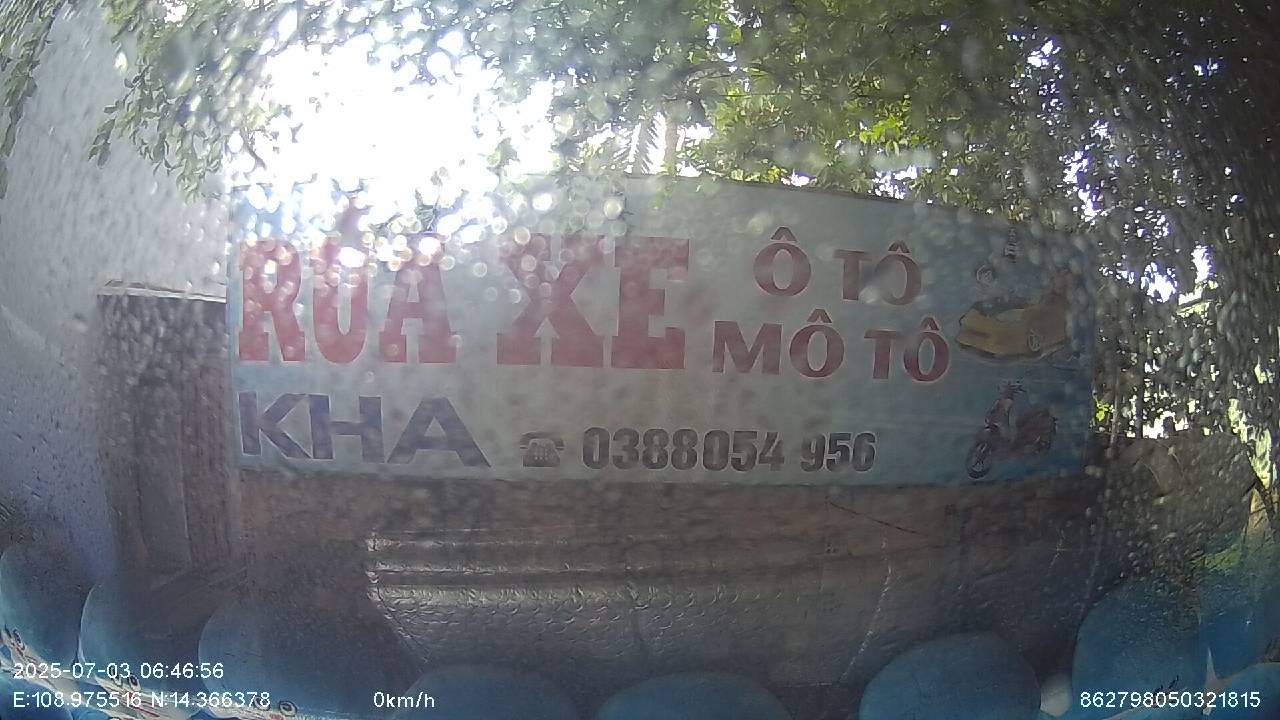 RỬA XE Ô TÔ
MÔ TÔ
KHA ☎ 0388054 956
2025-07-03 06:46:56
E:108.975516 N:14.366378 0km/h 862798050321815